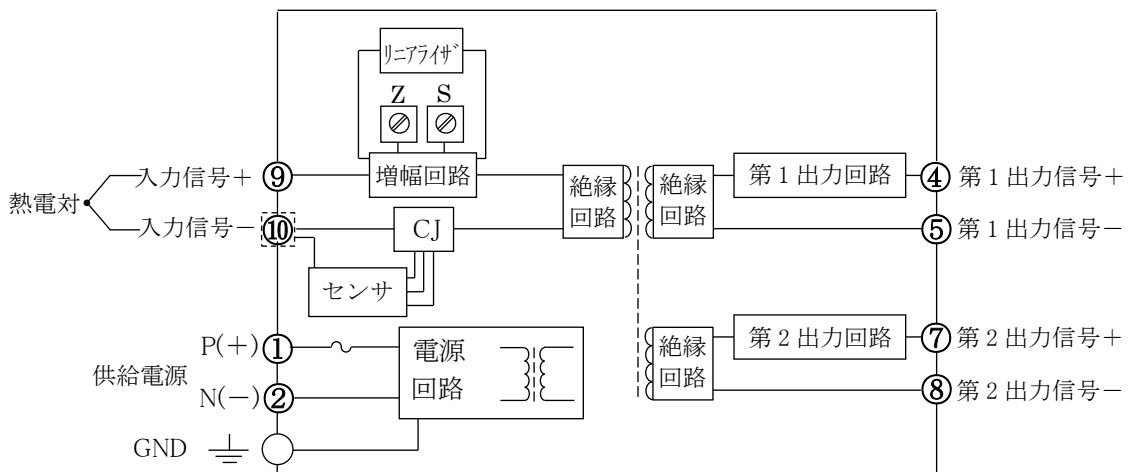 リニアライザ
Z S
入力信号+ ⑨ 増幅回路 絶縁回路 絶縁回路 第1出力回路 ④ 第1出力信号+
熱電対
入力信号- ⑩ CJ ⑤ 第1出力信号-
センサ
P(+) ① 電源回路 絶縁回路 第2出力回路 ⑦ 第2出力信号+
供給電源
N(-) ② ⑧ 第2出力信号-
GND